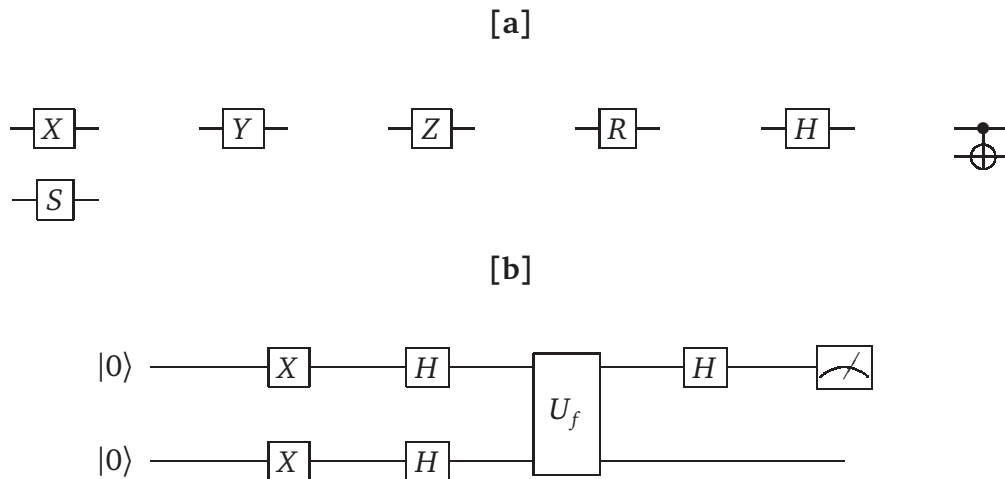 [a]
X Y Z R H
S
[b]
|0⟩ X H H
U_f
|0⟩ X H